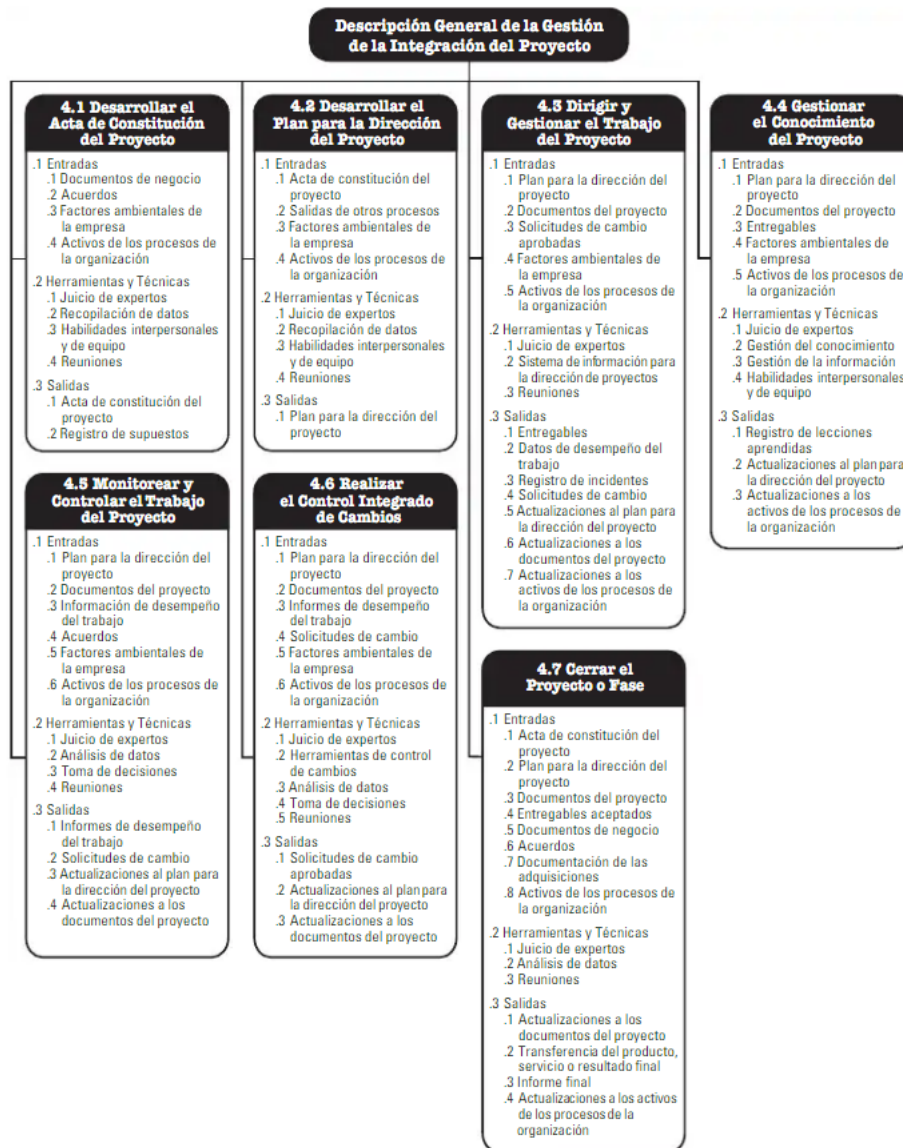 Descripción General de la Gestión
de la Integración del Proyecto
4.1 Desarrollar el
Acta de Constitución
del Proyecto
.1 Entradas
.1 Documentos de negocio
.2 Acuerdos
.3 Factores ambientales de
la empresa
.4 Activos de los procesos de
la organización
.2 Herramientas y Técnicas
.1 Juicio de expertos
.2 Recopilación de datos
.3 Habilidades interpersonales
y de equipo
.4 Reuniones
.3 Salidas
.1 Acta de constitución del
proyecto
.2 Registro de supuestos
4.2 Desarrollar el
Plan para la Dirección
del Proyecto
.1 Entradas
.1 Acta de constitución del
proyecto
.2 Salidas de otros procesos
.3 Factores ambientales de
la empresa
.4 Activos de los procesos de
la organización
.2 Herramientas y Técnicas
.1 Juicio de expertos
.2 Recopilación de datos
.3 Habilidades interpersonales
y de equipo
.4 Reuniones
.3 Salidas
.1 Plan para la dirección del
proyecto
4.3 Dirigir y
Gestionar el Trabajo
del Proyecto
.1 Entradas
.1 Plan para la dirección del
proyecto
.2 Documentos del proyecto
.3 Solicitudes de cambio
aprobadas
.4 Factores ambientales de
la empresa
.5 Activos de los procesos de
la organización
.2 Herramientas y Técnicas
.1 Juicio de expertos
.2 Sistema de información para
la dirección de proyectos
.3 Reuniones
.3 Salidas
.1 Entregables
.2 Datos de desempeño del
trabajo
.3 Registro de incidentes
.4 Solicitudes de cambio
.5 Actualizaciones al plan para
la dirección del proyecto
.6 Actualizaciones a los
documentos del proyecto
.7 Actualizaciones a los
activos de los procesos de
la organización
4.4 Gestionar
el Conocimiento
del Proyecto
.1 Entradas
.1 Plan para la dirección del
proyecto
.2 Documentos del proyecto
.3 Entregables
.4 Factores ambientales de
la empresa
.5 Activos de los procesos de
la organización
.2 Herramientas y Técnicas
.1 Juicio de expertos
.2 Gestión del conocimiento
.3 Gestión de la información
.4 Habilidades interpersonales
y de equipo
.3 Salidas
.1 Registro de lecciones
aprendidas
.2 Actualizaciones al plan para
la dirección del proyecto
.3 Actualizaciones a los
activos de los procesos de
la organización
4.5 Monitorear y
Controlar el Trabajo
del Proyecto
.1 Entradas
.1 Plan para la dirección del
proyecto
.2 Documentos del proyecto
.3 Información de desempeño
del trabajo
.4 Acuerdos
.5 Factores ambientales de
la empresa
.6 Activos de los procesos de
la organización
.2 Herramientas y Técnicas
.1 Juicio de expertos
.2 Análisis de datos
.3 Toma de decisiones
.4 Reuniones
.3 Salidas
.1 Informes de desempeño
del trabajo
.2 Solicitudes de cambio
.3 Actualizaciones al plan para
la dirección del proyecto
.4 Actualizaciones a los
documentos del proyecto
4.6 Realizar
el Control Integrado
de Cambios
.1 Entradas
.1 Plan para la dirección del
proyecto
.2 Documentos del proyecto
.3 Informes de desempeño
del trabajo
.4 Solicitudes de cambio
.5 Factores ambientales de
la empresa
.6 Activos de los procesos de
la organización
.2 Herramientas y Técnicas
.1 Juicio de expertos
.2 Herramientas de control
de cambios
.3 Análisis de datos
.4 Toma de decisiones
.5 Reuniones
.3 Salidas
.1 Solicitudes de cambio
aprobadas
.2 Actualizaciones al plan para
la dirección del proyecto
.3 Actualizaciones a los
documentos del proyecto
4.7 Cerrar el
Proyecto o Fase
.1 Entradas
.1 Acta de constitución del
proyecto
.2 Plan para la dirección del
proyecto
.3 Documentos del proyecto
.4 Entregables aceptados
.5 Documentos de negocio
.6 Acuerdos
.7 Documentación de las
adquisiciones
.8 Activos de los procesos de
la organización
.2 Herramientas y Técnicas
.1 Juicio de expertos
.2 Análisis de datos
.3 Reuniones
.3 Salidas
.1 Actualizaciones a los
documentos del proyecto
.2 Transferencia del producto,
servicio o resultado final
.3 Informe final
.4 Actualizaciones a los activos
de los procesos de la
organización